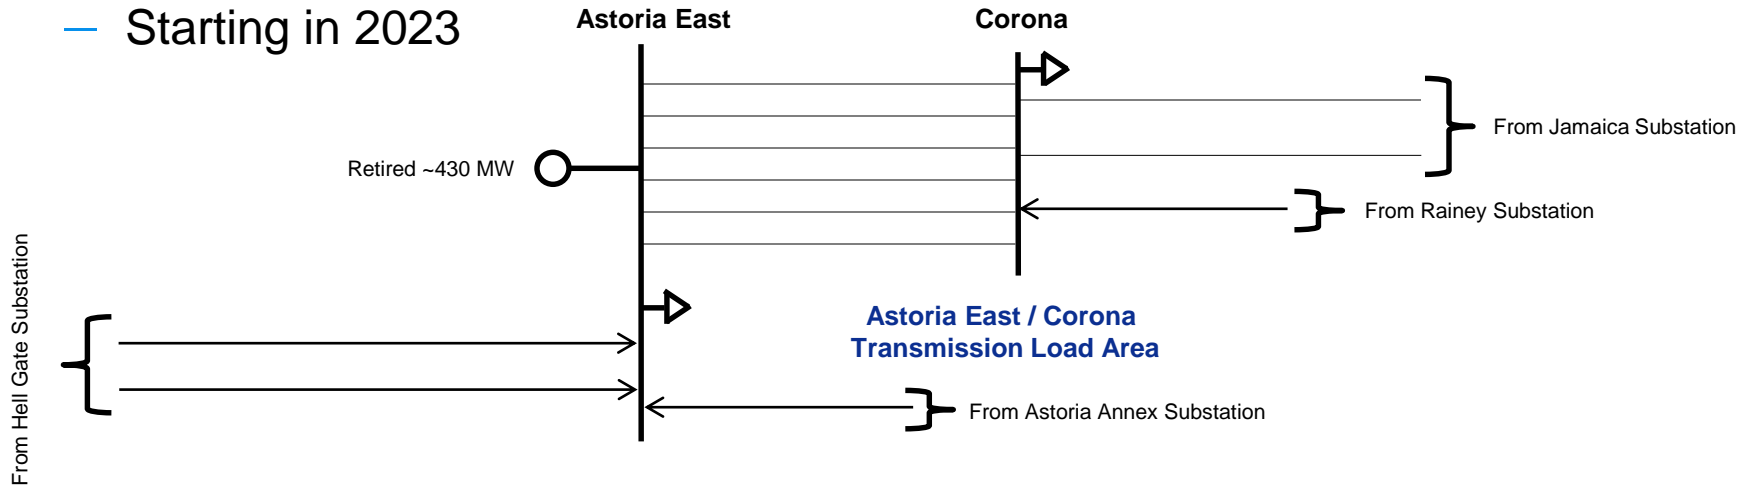 — Starting in 2023
Astoria East
Corona
From Jamaica Substation
Retired ~430 MW
From Rainey Substation
From Hell Gate Substation
Astoria East / Corona
Transmission Load Area
From Astoria Annex Substation